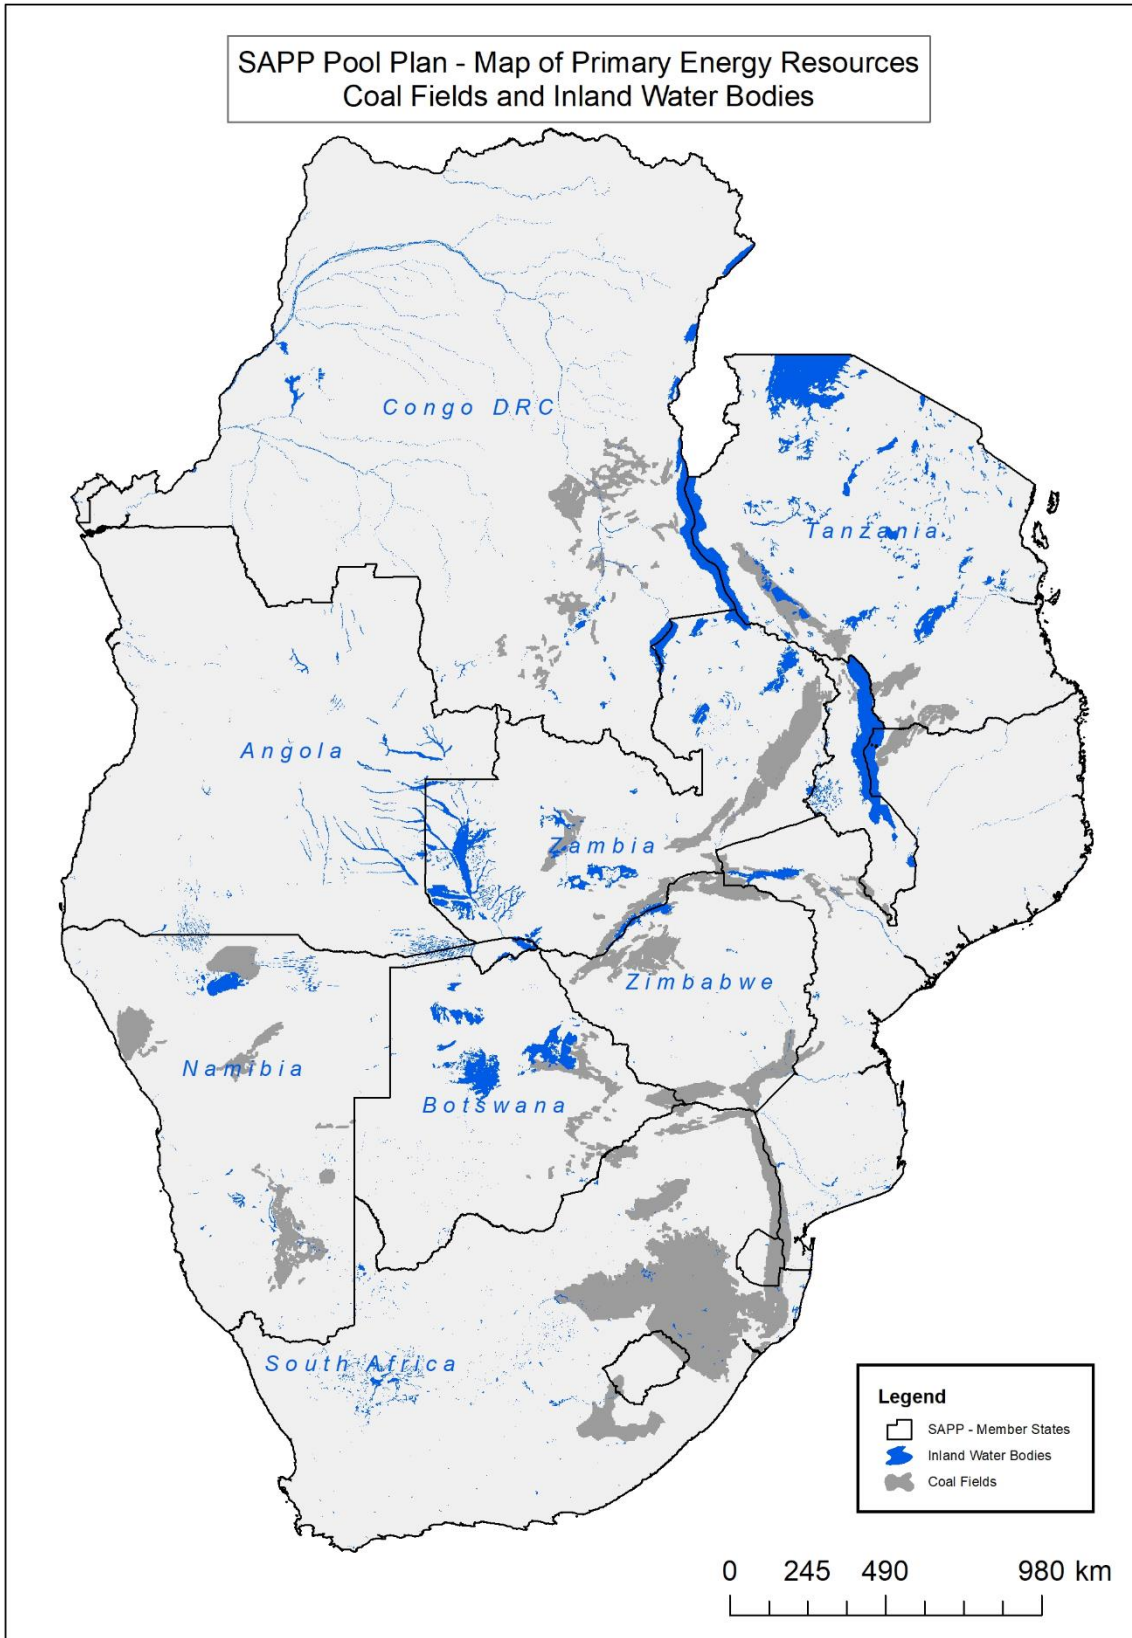 SAPP Pool Plan - Map of Primary Energy Resources
Coal Fields and Inland Water Bodies
Congo DRC
Tanzania
Angola
Zambia
Zimbabwe
Namibia
Botswana
South Africa
Legend
SAPP - Member States
Inland Water Bodies
Coal Fields
0 245 490 980 km